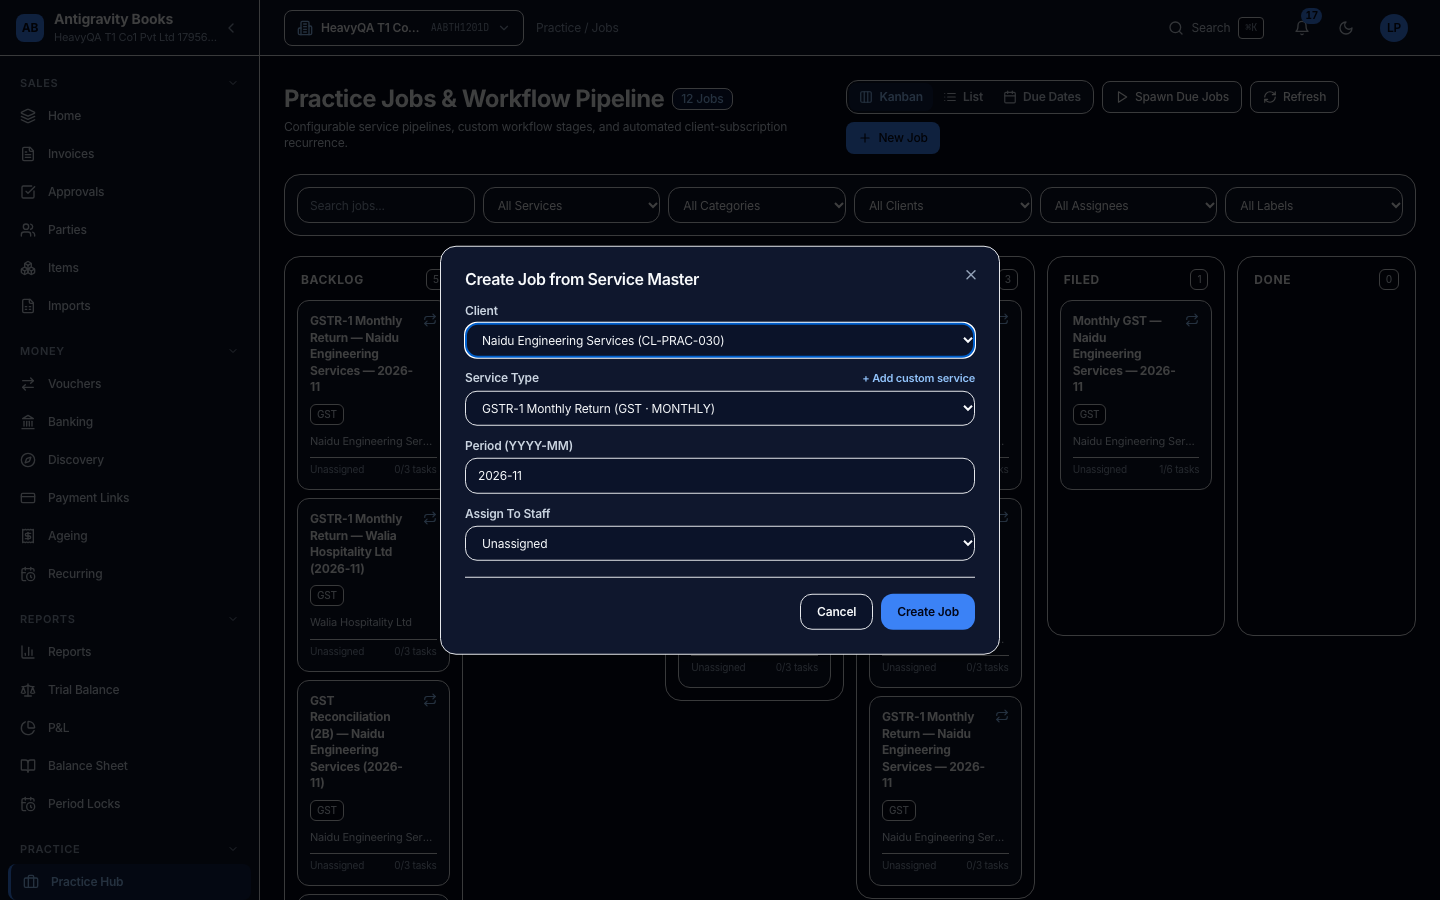 AB
Antigravity Books
HeavyQA T1 Co1 Pvt Ltd 17956...
HeavyQA T1 Co...
AABTH1201D
Practice / Jobs
Search
⌘K
17
LP
SALES
Home
Invoices
Approvals
Parties
Items
Imports
MONEY
Vouchers
Banking
Discovery
Payment Links
Ageing
Recurring
REPORTS
Reports
Trial Balance
P&L
Balance Sheet
Period Locks
PRACTICE
Practice Hub
Practice Jobs & Workflow Pipeline
12 Jobs
Configurable service pipelines, custom workflow stages, and automated client-subscription
recurrence.
Kanban
List
Due Dates
Spawn Due Jobs
Refresh
New Job
Search jobs...
All Services
All Categories
All Clients
All Assignees
All Labels
BACKLOG
5
GSTR-1 Monthly
Return — Naidu
Engineering
Services — 2026-
11
GST
Naidu Engineering Ser...
Unassigned
0/3 tasks
GSTR-1 Monthly
Return — Walia
Hospitality Ltd
(2026-11)
GST
Walia Hospitality Ltd
Unassigned
0/3 tasks
GST
Reconciliation
(2B) — Naidu
Engineering
Services (2026-
11)
GST
Naidu Engineering Ser...
Unassigned
0/3 tasks
Create Job from Service Master
Client
Naidu Engineering Services (CL-PRAC-030)
Service Type
+ Add custom service
GSTR-1 Monthly Return (GST · MONTHLY)
Period (YYYY-MM)
2026-11
Assign To Staff
Unassigned
Cancel
Create Job
Unassigned
0/3 tasks
3
Unassigned
0/3 tasks
GSTR-1 Monthly
Return — Naidu
Engineering
Services — 2026-
11
GST
Naidu Engineering Ser...
Unassigned
0/3 tasks
FILED
1
Monthly GST —
Naidu
Engineering
Services — 2026-
11
GST
Naidu Engineering Ser...
Unassigned
1/6 tasks
DONE
0